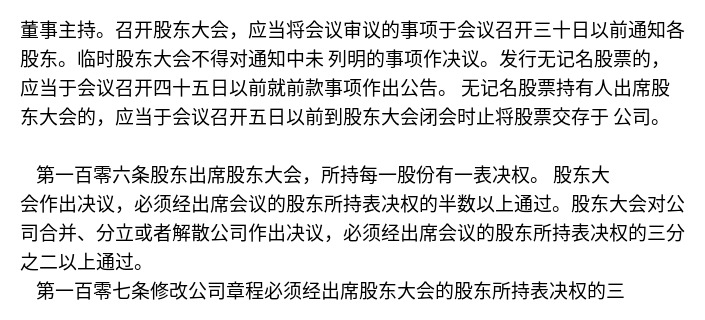 董事主持。召开股东大会，应当将会议审议的事项于会议召开三十日以前通知各
股东。临时股东大会不得对通知中未 列明的事项作决议。发行无记名股票的，
应当于会议召开四十五日以前就前款事项作出公告。 无记名股票持有人出席股
东大会的，应当于会议召开五日以前到股东大会闭会时止将股票交存于 公司。
第一百零六条股东出席股东大会，所持每一股份有一表决权。 股东大
会作出决议，必须经出席会议的股东所持表决权的半数以上通过。股东大会对公
司合并、分立或者解散公司作出决议，必须经出席会议的股东所持表决权的三分
之二以上通过。
第一百零七条修改公司章程必须经出席股东大会的股东所持表决权的三